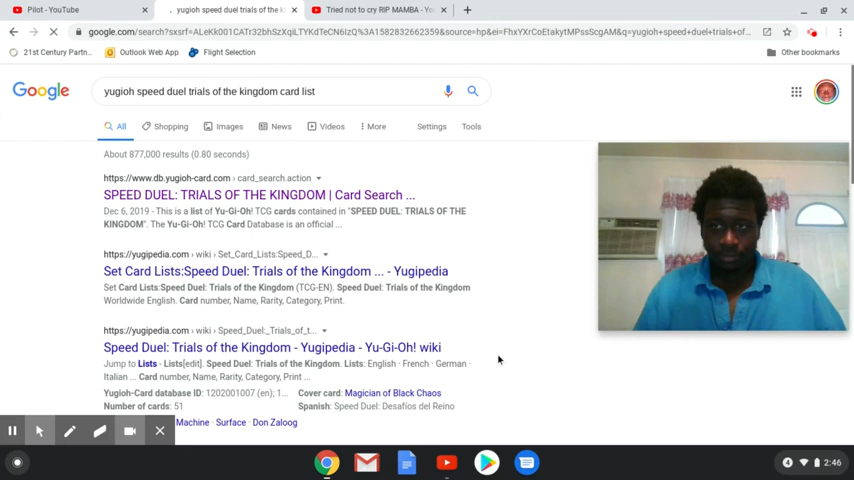 Pilot - YouTube
yugioh speed duel trials of the ki
Tried not to cry RIP MAMBA - Yo
google.com/search?sxsrf=ALeKk001CATr32bhSzXqiLTYKdTeCN6IzQ%3A1582832662359&source=hp&ei=FhxYXrCoEtakytMPssScgAM&q=yugioh+speed+duel+trials+of...
21st Century Partn...
Outlook Web App
Flight Selection
Other bookmarks
Google
yugioh speed duel trials of the kingdom card list
All
Shopping
Images
News
Videos
More
Settings
Tools
About 877,000 results (0.80 seconds)
https://www.db.yugioh-card.com › card_search.action
SPEED DUEL: TRIALS OF THE KINGDOM | Card Search ...
Dec 6, 2019 - This is a list of Yu-Gi-Oh! TCG cards contained in "SPEED DUEL: TRIALS OF THE
KINGDOM". The Yu-Gi-Oh! TCG Card Database is an official ...
https://yugipedia.com › wiki › Set_Card_Lists:Speed_D...
Set Card Lists:Speed Duel: Trials of the Kingdom ... - Yugipedia
Set Card Lists:Speed Duel: Trials of the Kingdom (TCG-EN). Speed Duel: Trials of the Kingdom
Worldwide English. Card number, Name, Rarity, Category, Print.
https://yugipedia.com › wiki › Speed_Duel:_Trials_of_t...
Speed Duel: Trials of the Kingdom - Yugipedia - Yu-Gi-Oh! wiki
Jump to Lists - Lists[edit]. Speed Duel: Trials of the Kingdom. Lists: English · French · German ·
Italian ... Card number, Name, Rarity, Category, Print ...
Yugioh-Card database ID: 1202001007 (en); 1...
Cover card: Magician of Black Chaos
Number of cards: 51
Spanish: Speed Duel: Desafíos del Reino
Machine · Surface · Don Zaloog
4
2:46